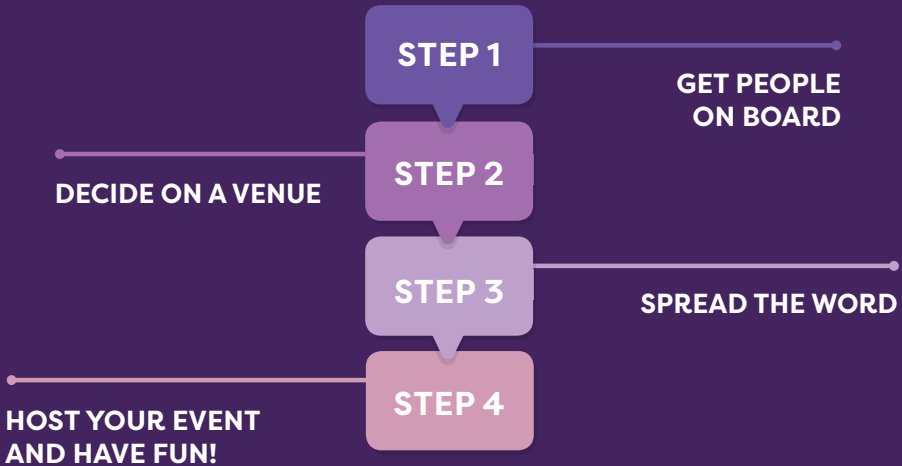 STEP 1
GET PEOPLE
ON BOARD
STEP 2
DECIDE ON A VENUE
STEP 3
SPREAD THE WORD
STEP 4
HOST YOUR EVENT
AND HAVE FUN!